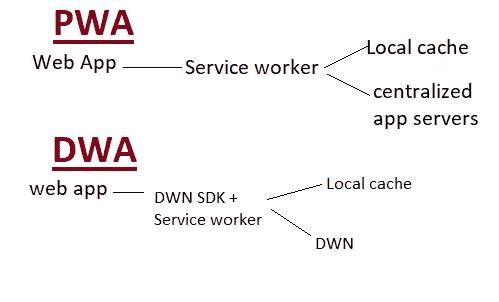 PWA
Web App
Service worker
Local cache
centralized
app servers
DWA
web app
DWN SDK +
Service worker
Local cache
DWN